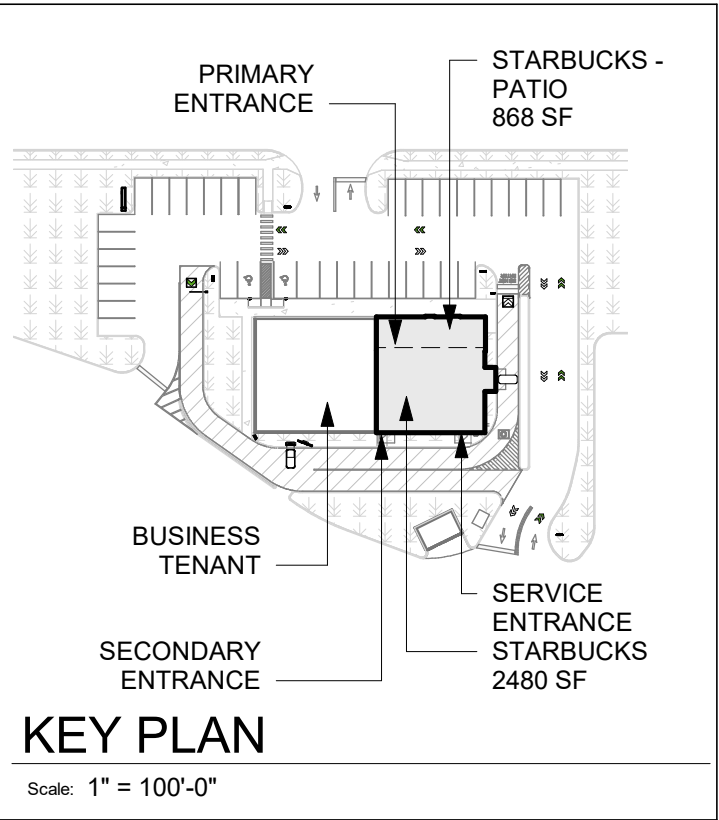 PRIMARY
ENTRANCE
STARBUCKS -
PATIO
868 SF
BUSINESS
TENANT
SECONDARY
ENTRANCE
SERVICE
ENTRANCE
STARBUCKS
2480 SF
KEY PLAN
Scale: 1" = 100'-0"